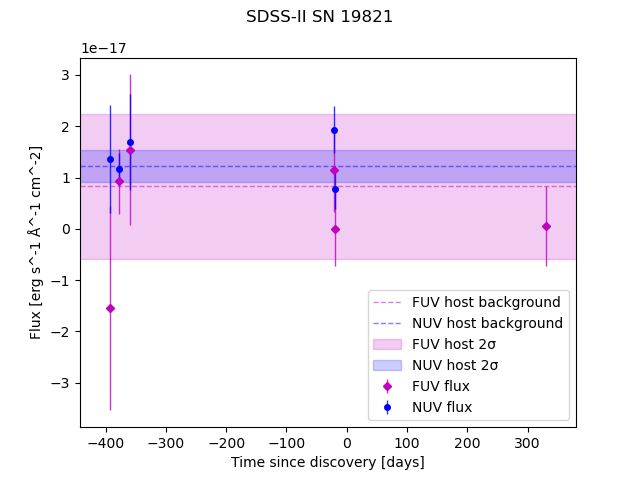 SDSS-II SN 19821
1e−17
3
2
1
0
−1
−2
−3
Flux [erg s^-1 Å^-1 cm^-2]
FUV host background
NUV host background
FUV host 2σ
NUV host 2σ
FUV flux
NUV flux
−400 −300 −200 −100 0 100 200 300
Time since discovery [days]